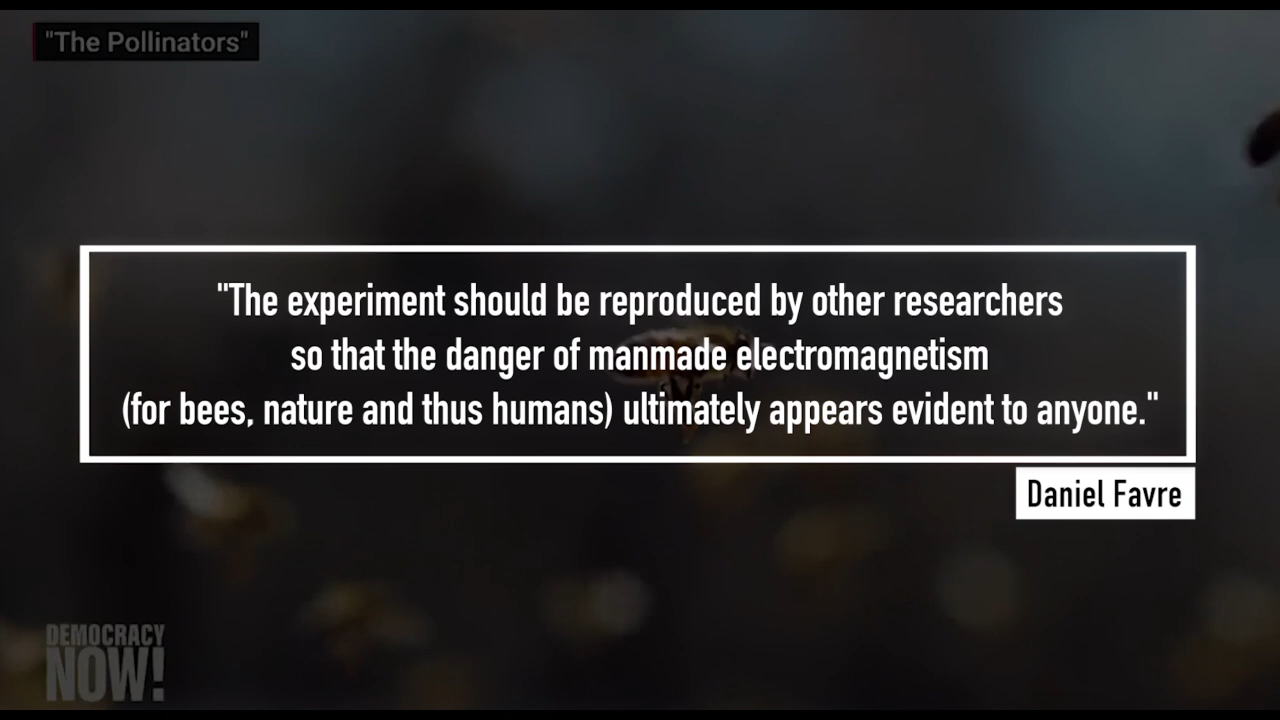 "The Pollinators"
"The experiment should be reproduced by other researchers
so that the danger of manmade electromagnetism
(for bees, nature and thus humans) ultimately appears evident to anyone."
Daniel Favre
DEMOCRACY
NOW!